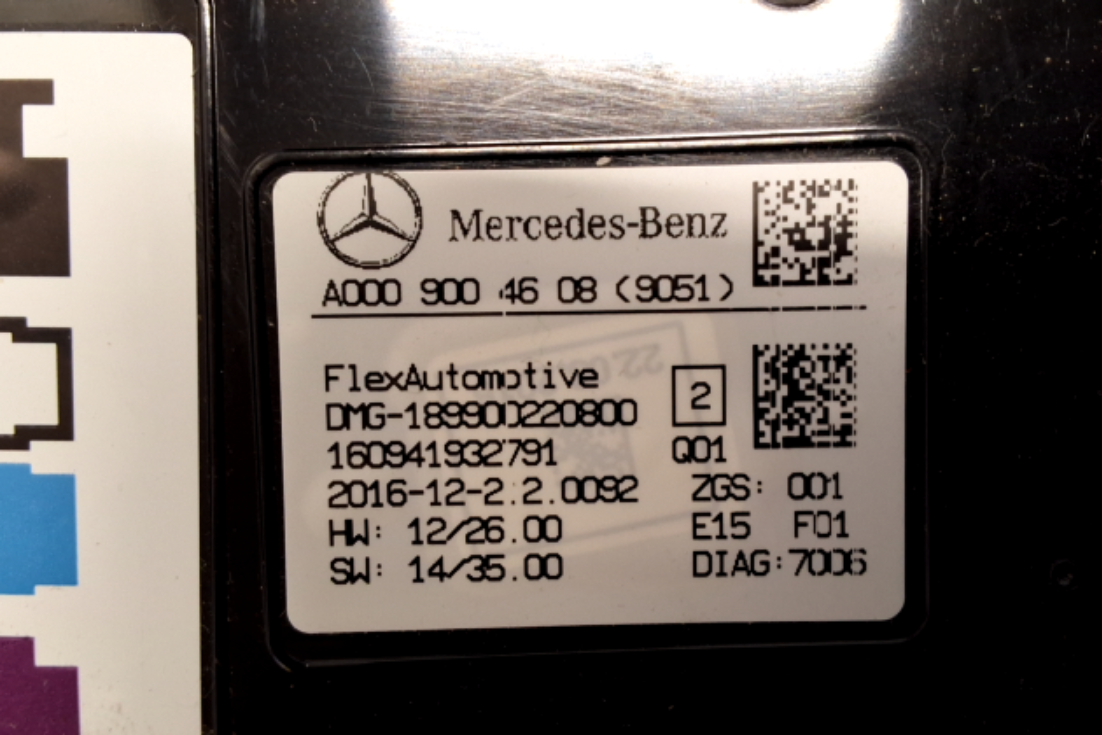 Mercedes-Benz
A000 900 46 08 (9051)
FlexAutomotive
DMG-189900220800
2
160941932791
Q01
2016-12-2.2.0092
ZGS: 001
HW: 12/26.00
E15 F01
SW: 14/35.00
DIAG:7006